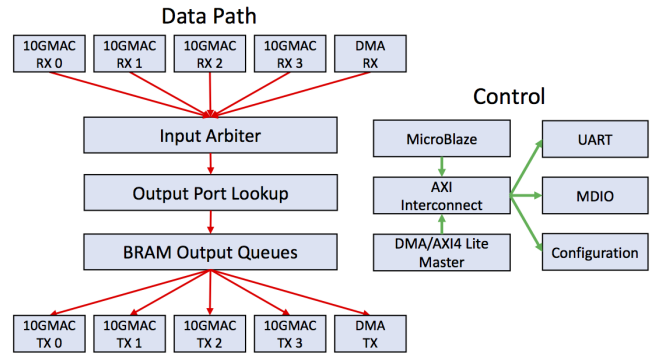 Data Path
10GMAC
RX 0
10GMAC
RX 1
10GMAC
RX 2
10GMAC
RX 3
DMA
RX
Input Arbiter
Output Port Lookup
BRAM Output Queues
10GMAC
TX 0
10GMAC
TX 1
10GMAC
TX 2
10GMAC
TX 3
DMA
TX
Control
MicroBlaze
AXI
Interconnect
DMA/AXI4 Lite
Master
UART
MDIO
Configuration